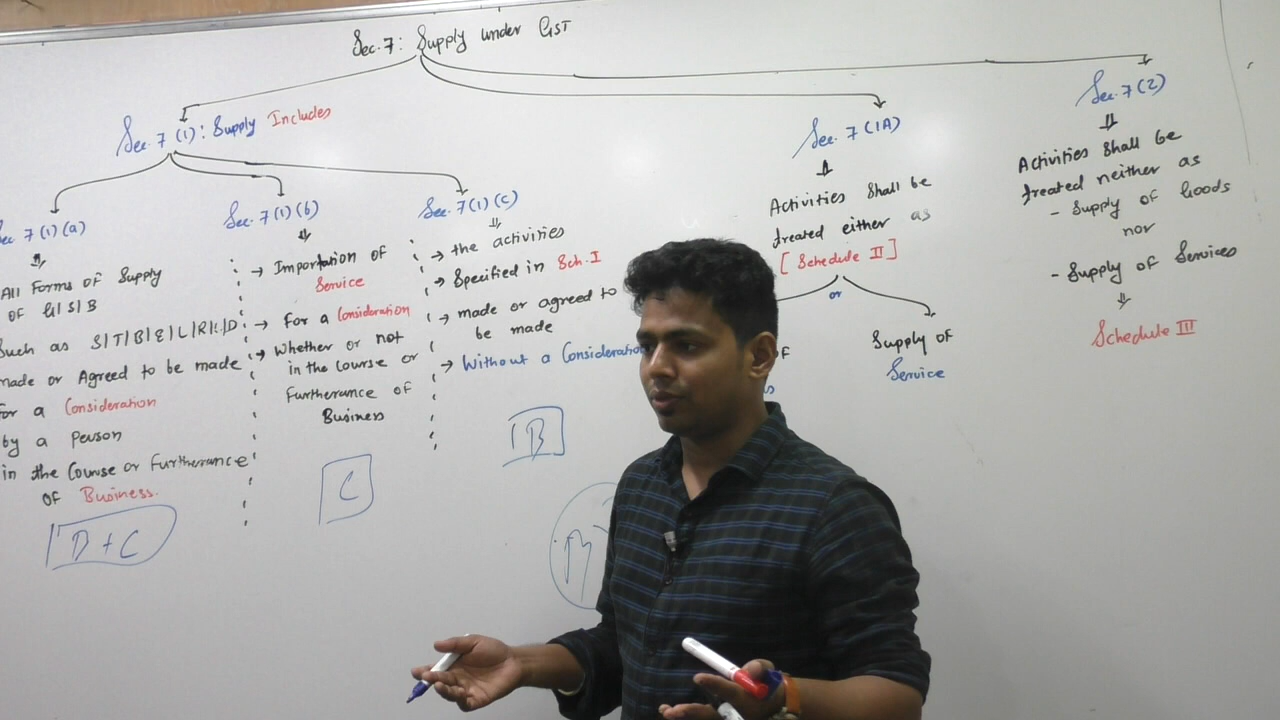 Sec. 7: Supply under GST
Sec. 7 (1): Supply Includes
Sec. 7 (1A)
Sec. 7 (2)
Sec 7 (1) (a)
All Forms of Supply
of G/S/B
Such as S/T/B/E/L/R/L/D
made or Agreed to be made
for a Consideration
by a Person
in the Course or Furtherance
of Business.
B + C
Sec. 7 (1) (b)
→ Importation of
Service
→ For a Consideration
→ Whether or not
in the Course or
Furtherance of
Business
C
Sec. 7 (1) (c)
→ the activities
→ Specified in Sch. I
→ made or agreed to
be made
→ Without a Consideration
B
Activities Shall be
treated either as
[Schedule II]
or
Supply of
Service
Activities Shall be
treated neither as
- Supply of Goods
nor
- Supply of Services
Schedule III